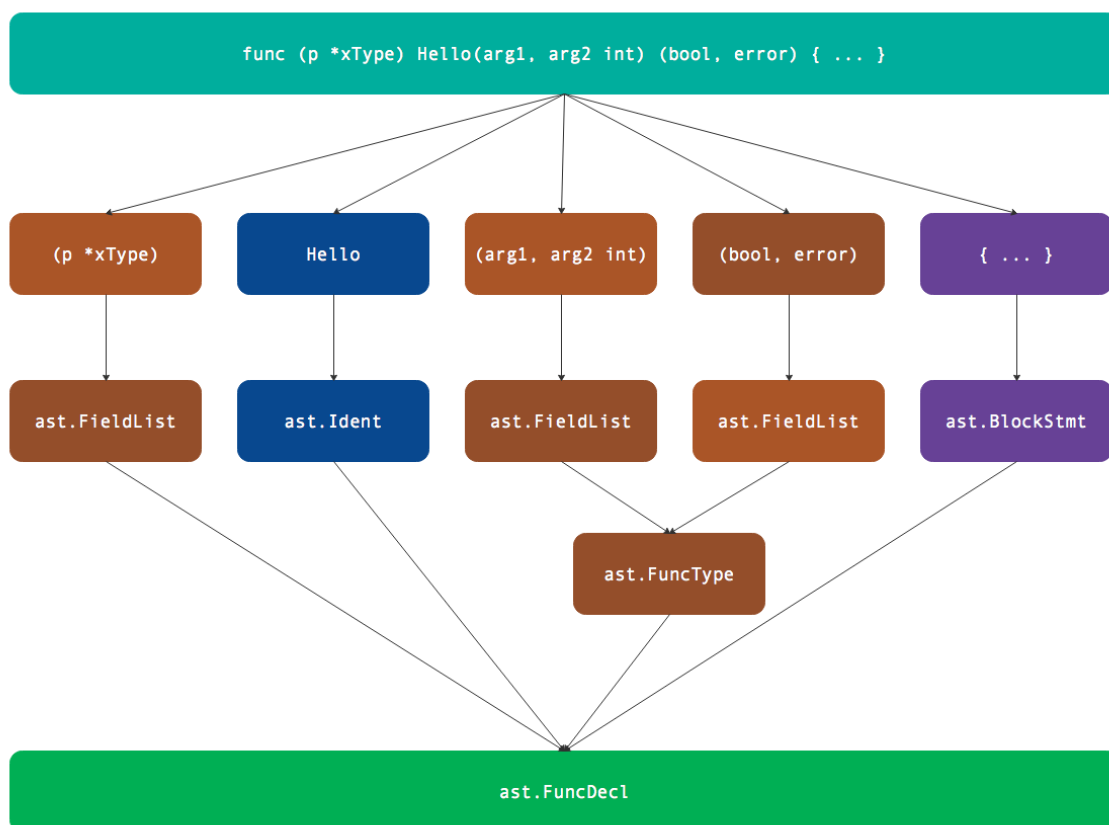 func (p *xType) Hello(arg1, arg2 int) (bool, error) { ... }
(p *xType)
Hello
(arg1, arg2 int)
(bool, error)
{ ... }
ast.FieldList
ast.Ident
ast.FieldList
ast.FieldList
ast.BlockStmt
ast.FuncType
ast.FuncDecl